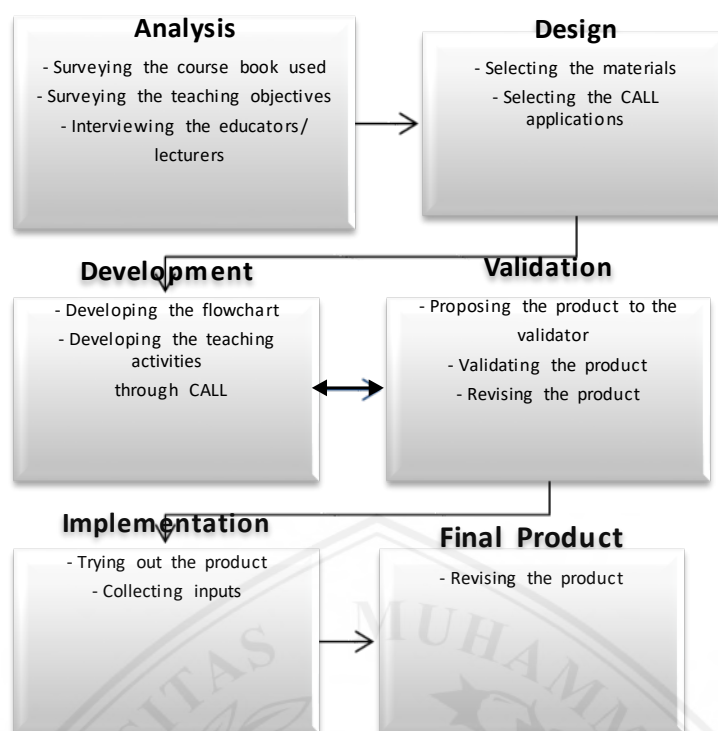 Analysis
- Surveying the course book used
- Surveying the teaching objectives
- Interviewing the educators/
lecturers
Design
- Selecting the materials
- Selecting the CALL
applications
Development
- Developing the flowchart
- Developing the teaching
activities
through CALL
Validation
- Proposing the product to the
validator
- Validating the product
- Revising the product
Implementation
- Trying out the product
- Collecting inputs
Final Product
- Revising the product
ITAS MUHAMM